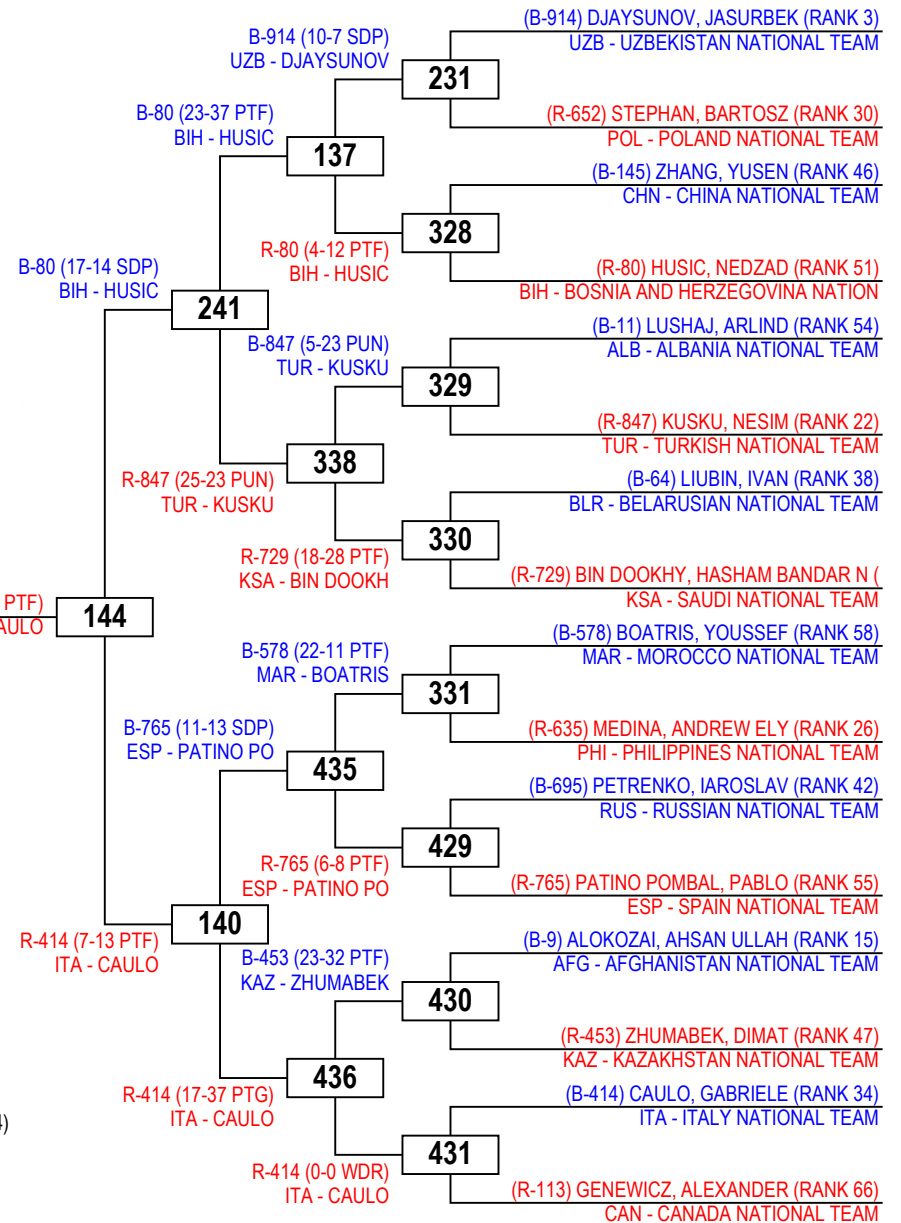 (B-914) DJAYSUNOV, JASURBEK (RANK 3)
UZB - UZBEKISTAN NATIONAL TEAM
B-914 (10-7 SDP)
UZB - DJAYSUNOV
231
(R-652) STEPHAN, BARTOSZ (RANK 30)
POL - POLAND NATIONAL TEAM
B-80 (23-37 PTF)
BIH - HUSIC
137
(B-145) ZHANG, YUSEN (RANK 46)
CHN - CHINA NATIONAL TEAM
328
R-80 (4-12 PTF)
BIH - HUSIC
(R-80) HUSIC, NEDZAD (RANK 51)
BIH - BOSNIA AND HERZEGOVINA NATION
B-80 (17-14 SDP)
BIH - HUSIC
241
(B-11) LUSHAJ, ARLIND (RANK 54)
ALB - ALBANIA NATIONAL TEAM
B-847 (5-23 PUN)
TUR - KUSKU
329
(R-847) KUSKU, NESIM (RANK 22)
TUR - TURKISH NATIONAL TEAM
338
R-847 (25-23 PUN)
TUR - KUSKU
(B-64) LIUBIN, IVAN (RANK 38)
BLR - BELARUSIAN NATIONAL TEAM
330
R-729 (18-28 PTF)
KSA - BIN DOOKH
(R-729) BIN DOOKHY, HASHAM BANDAR N (
KSA - SAUDI NATIONAL TEAM
PTF)
AULO
144
(B-578) BOATRIS, YOUSSEF (RANK 58)
MAR - MOROCCO NATIONAL TEAM
B-578 (22-11 PTF)
MAR - BOATRIS
331
(R-635) MEDINA, ANDREW ELY (RANK 26)
PHI - PHILIPPINES NATIONAL TEAM
B-765 (11-13 SDP)
ESP - PATINO PO
435
(B-695) PETRENKO, IAROSLAV (RANK 42)
RUS - RUSSIAN NATIONAL TEAM
429
R-765 (6-8 PTF)
ESP - PATINO PO
(R-765) PATINO POMBAL, PABLO (RANK 55)
ESP - SPAIN NATIONAL TEAM
140
R-414 (7-13 PTF)
ITA - CAULO
(B-9) ALOKOZAI, AHSAN ULLAH (RANK 15)
AFG - AFGHANISTAN NATIONAL TEAM
B-453 (23-32 PTF)
KAZ - ZHUMABEK
430
(R-453) ZHUMABEK, DIMAT (RANK 47)
KAZ - KAZAKHSTAN NATIONAL TEAM
436
R-414 (17-37 PTG)
ITA - CAULO
(B-414) CAULO, GABRIELE (RANK 34)
ITA - ITALY NATIONAL TEAM
431
R-414 (0-0 WDR)
ITA - CAULO
(R-113) GENEWICZ, ALEXANDER (RANK 66)
CAN - CANADA NATIONAL TEAM